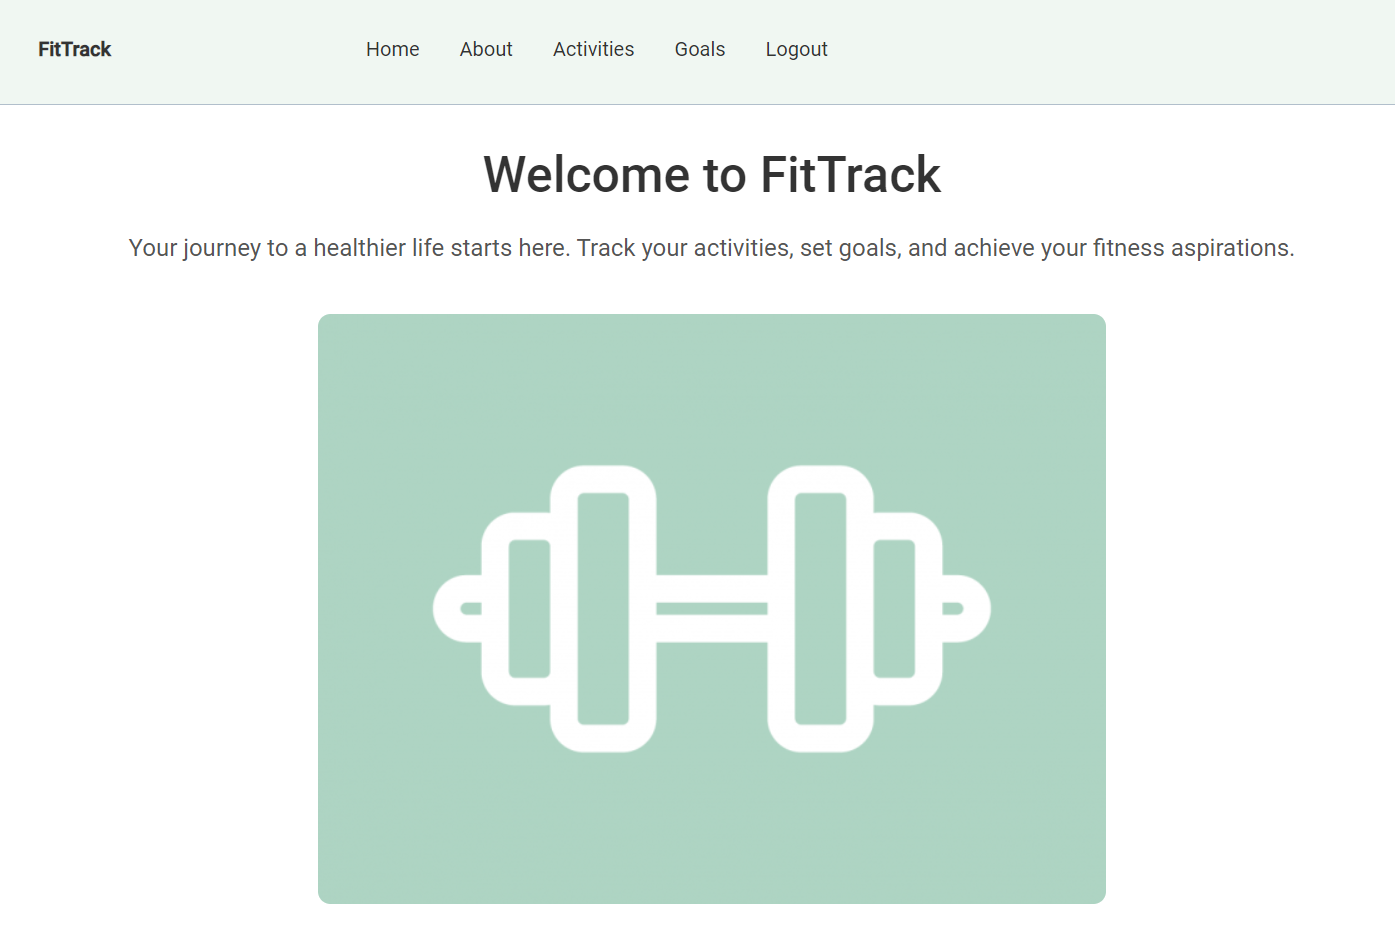 FitTrack
Home About Activities Goals Logout
Welcome to FitTrack
Your journey to a healthier life starts here. Track your activities, set goals, and achieve your fitness aspirations.